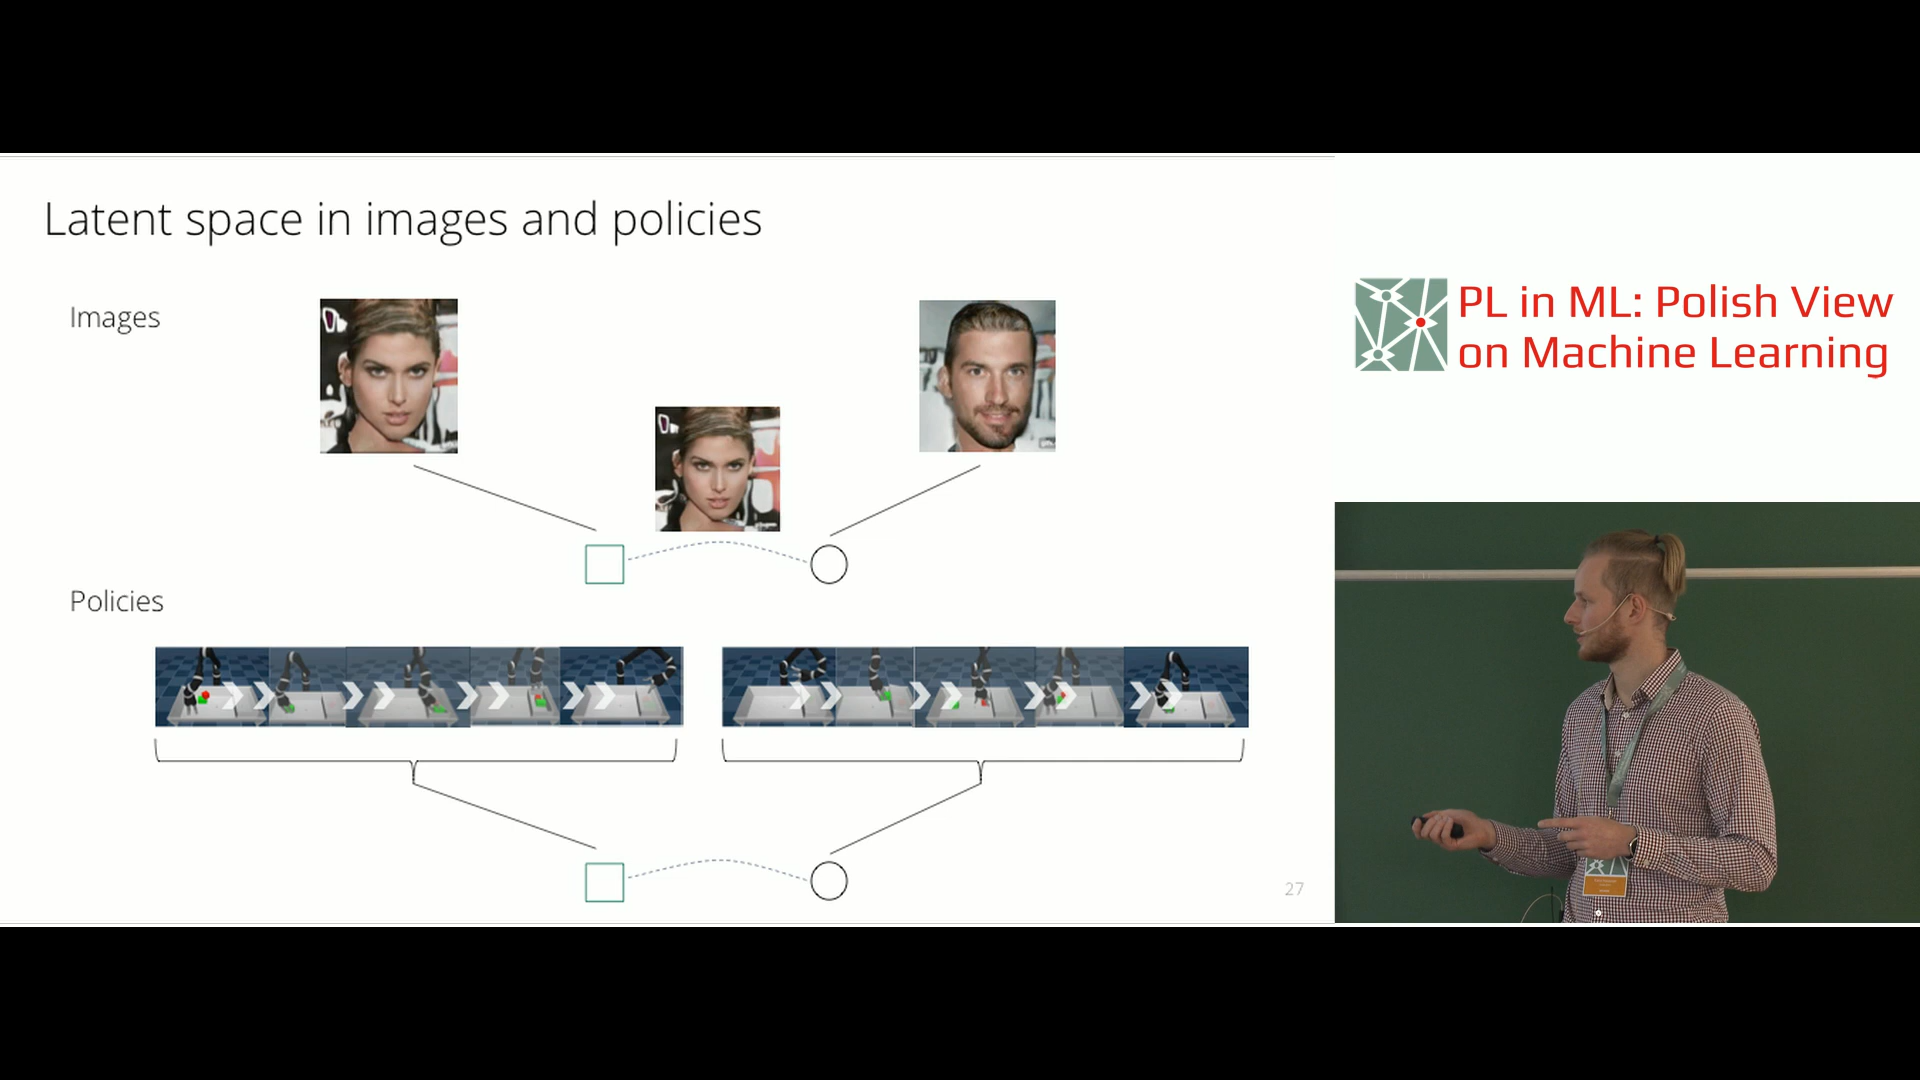 Latent space in images and policies
Images
Policies
27
PL in ML: Polish View
on Machine Learning